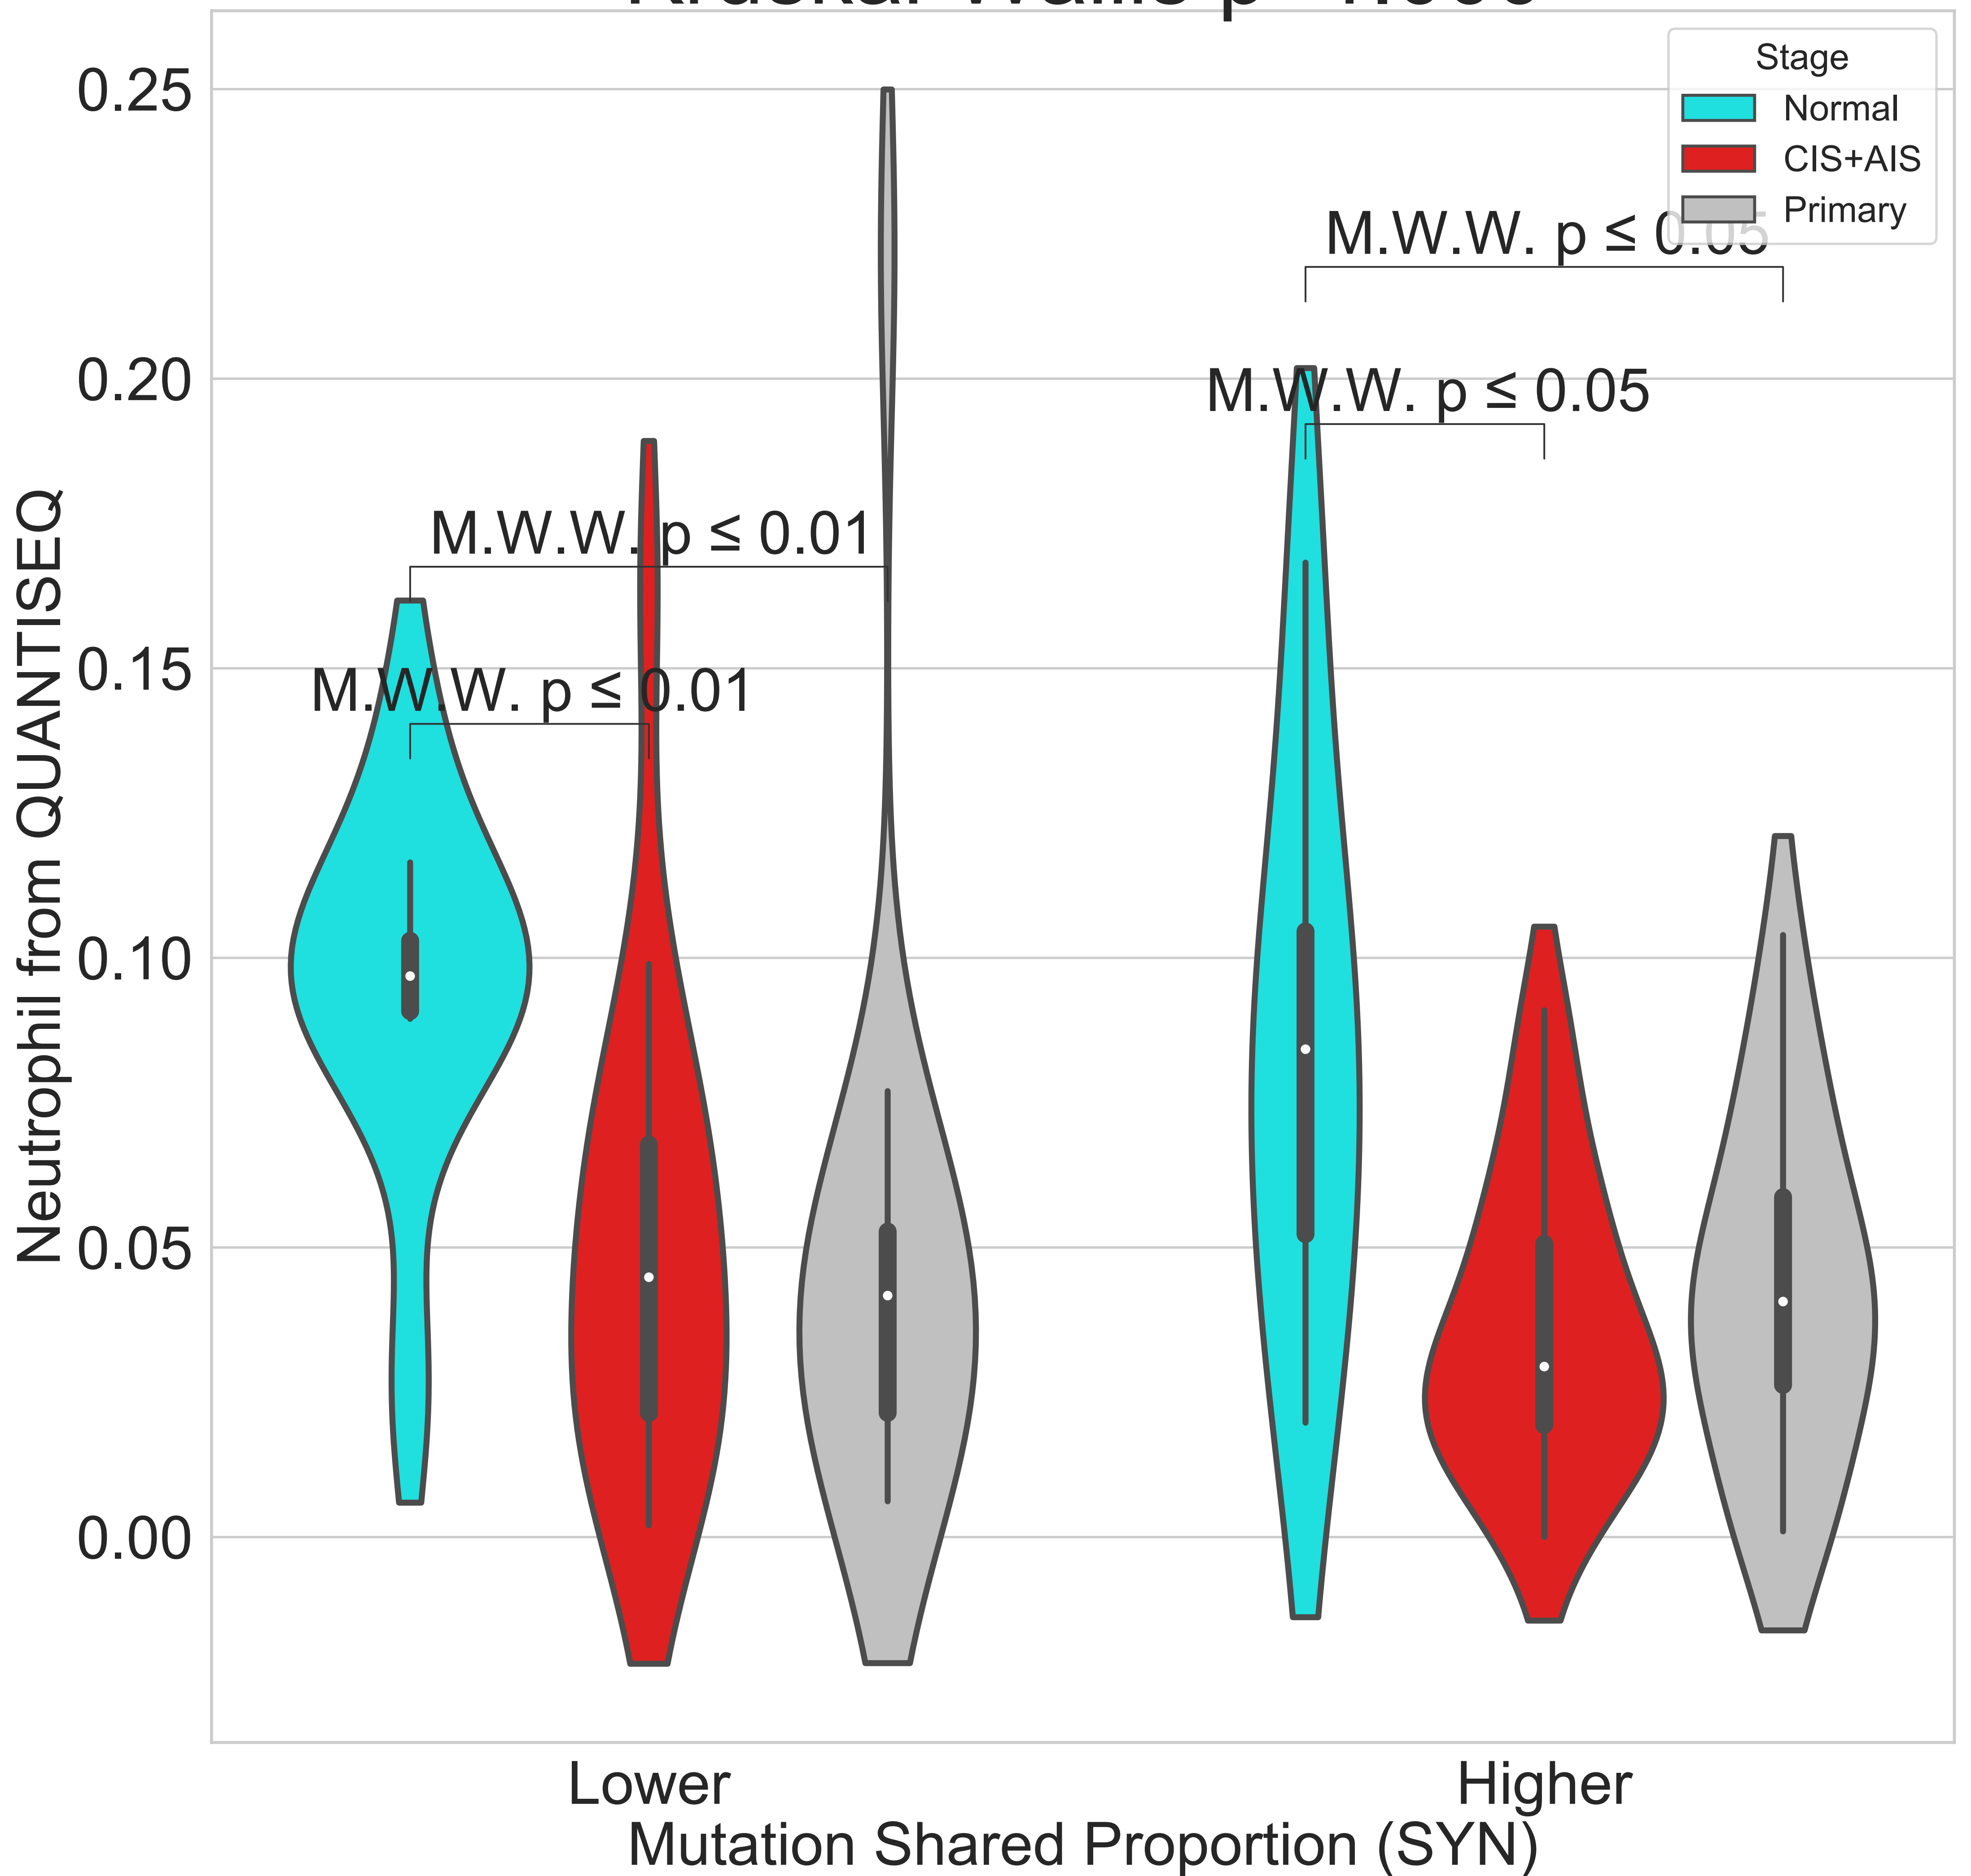 0.25
0.20
0.15
0.10
0.05
0.00
Neutrophil from QUANTISEQ
Stage
Normal
CIS+AIS
Primary
M.W.W. p ≤ 0.05
M.W.W. p ≤ 0.05
M.W.W. p ≤ 0.01
M.W.W. p ≤ 0.01
Lower
Higher
Mutation Shared Proportion (SYN)